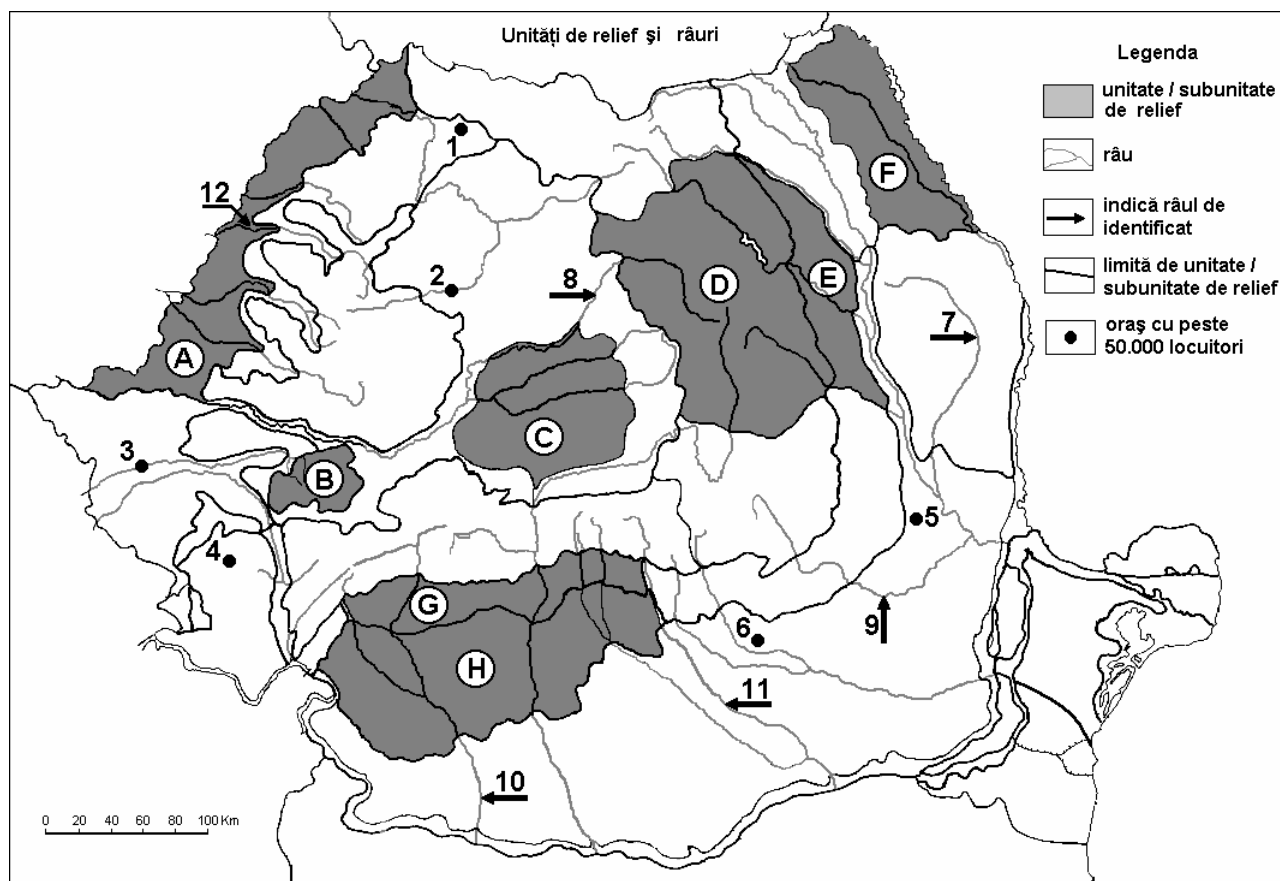 Unități de relief şi râuri
Legenda
unitate / subunitate
de relief
râu
indică râul de
identificat
limită de unitate /
subunitate de relief
oraş cu peste
50.000 locuitori
1
F
12
2
8
D
E
7
A
C
3
B
5
4
G
6
9
H
11
10
0 20 40 60 80 100 Km